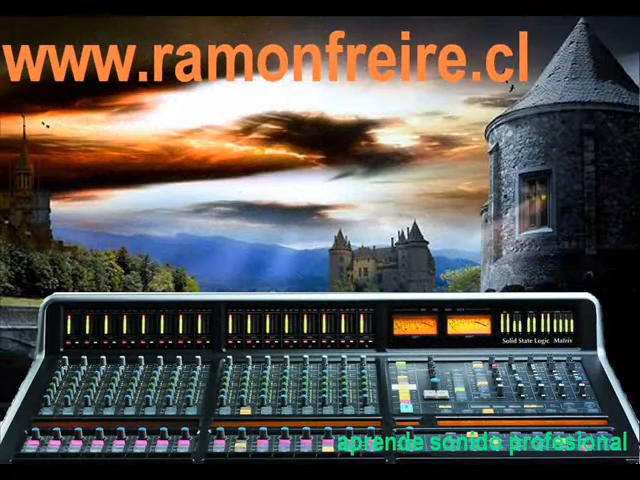 www.ramonfreire.cl
Solid State Logic Matrix
aprende sonido profesional